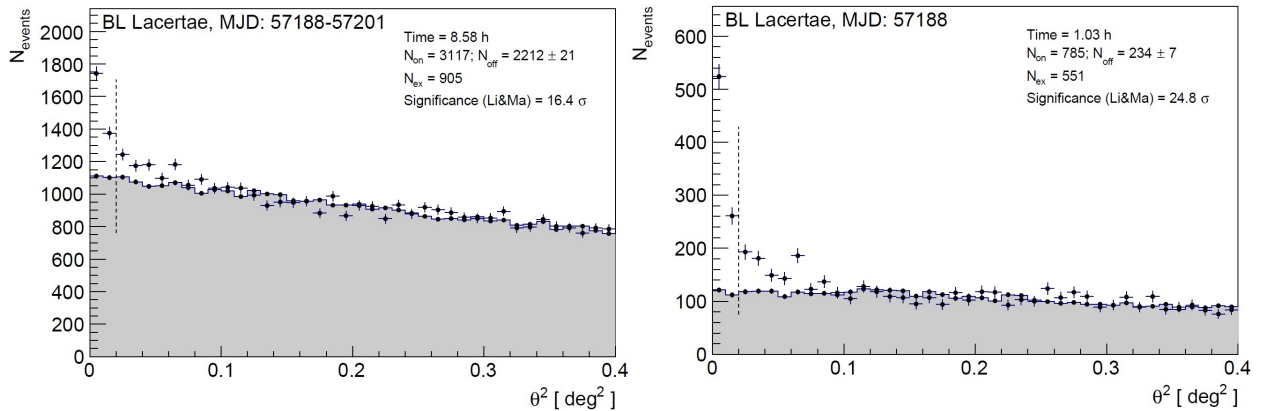 BL Lacertae, MJD: 57188-57201
Time = 8.58 h
N_on = 3117; N_off = 2212 ± 21
N_ex = 905
Significance (Li&Ma) = 16.4 σ
N_events
2000
1800
1600
1400
1200
1000
800
600
400
200
0
0 0.1 0.2 0.3 0.4
θ² [ deg² ]
BL Lacertae, MJD: 57188
Time = 1.03 h
N_on = 785; N_off = 234 ± 7
N_ex = 551
Significance (Li&Ma) = 24.8 σ
N_events
600
500
400
300
200
100
0
0 0.1 0.2 0.3 0.4
θ² [ deg² ]